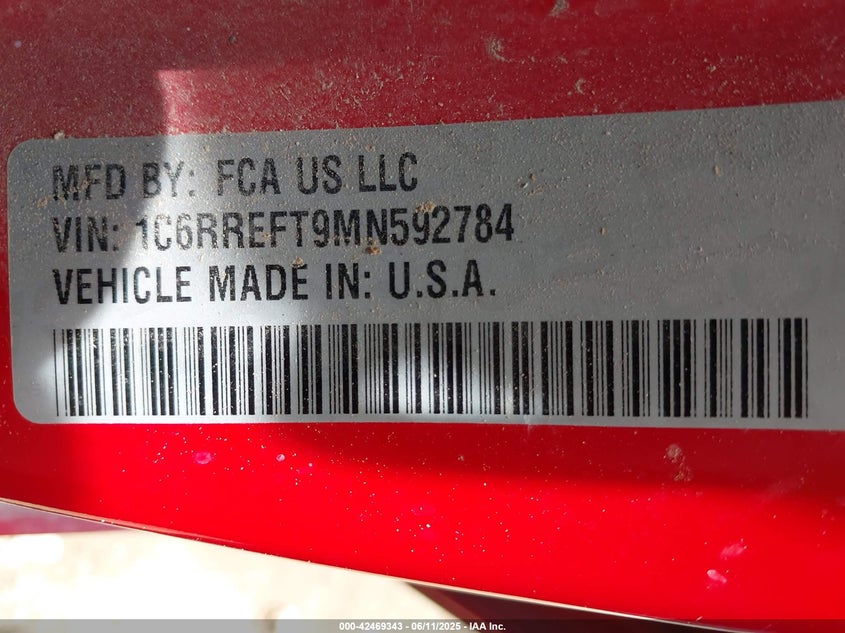 MFD BY: FCA US LLC
VIN: 1C6RREFT9MN592784
VEHICLE MADE IN: U.S.A.
000-42469343 - 06/11/2025 - IAA Inc.